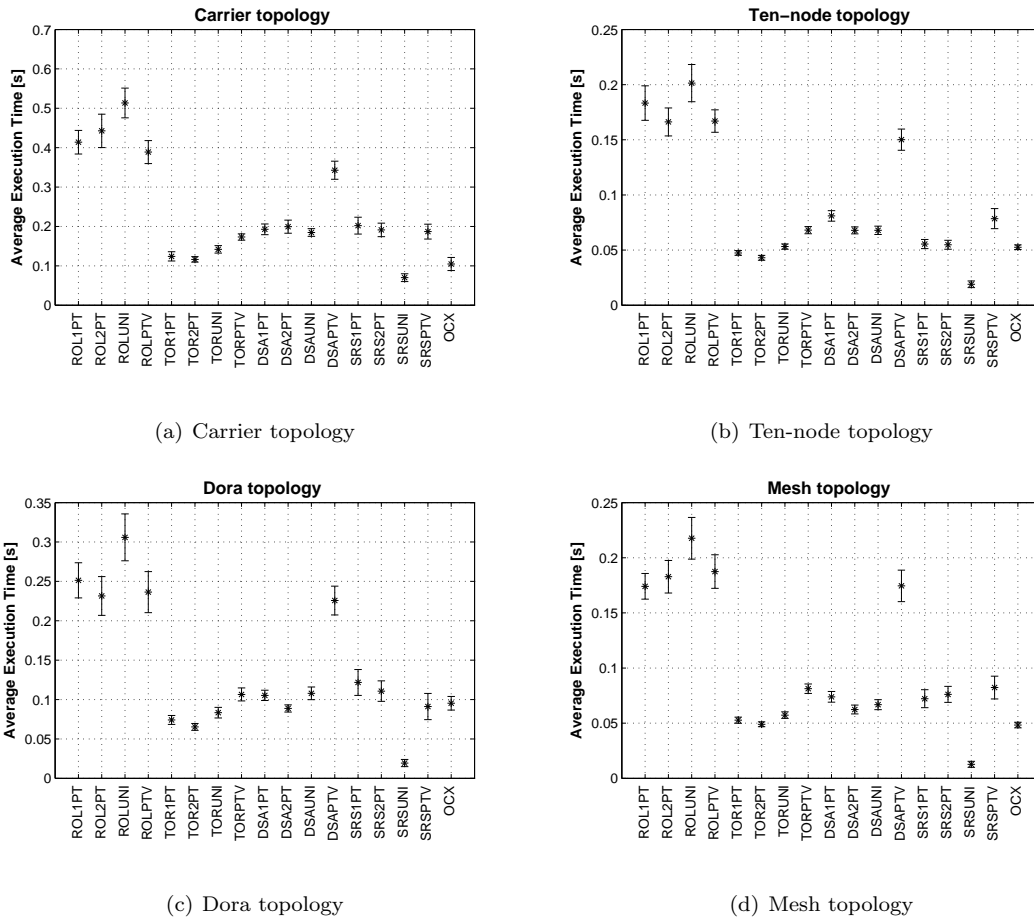 Carrier topology
Average Execution Time [s]
0.7
0.6
0.5
0.4
0.3
0.2
0.1
0
ROL1PT
ROL2PT
ROLUNI
ROLPTV
TOR1PT
TOR2PT
TORUNI
TORPTV
DSA1PT
DSA2PT
DSAUNI
DSAPTV
SRS1PT
SRS2PT
SRSUNI
SRSPTV
OCX
(a) Carrier topology
Ten−node topology
Average Execution Time [s]
0.25
0.2
0.15
0.1
0.05
0
ROL1PT
ROL2PT
ROLUNI
ROLPTV
TOR1PT
TOR2PT
TORUNI
TORPTV
DSA1PT
DSA2PT
DSAUNI
DSAPTV
SRS1PT
SRS2PT
SRSUNI
SRSPTV
OCX
(b) Ten-node topology
Dora topology
Average Execution Time [s]
0.35
0.3
0.25
0.2
0.15
0.1
0.05
0
ROL1PT
ROL2PT
ROLUNI
ROLPTV
TOR1PT
TOR2PT
TORUNI
TORPTV
DSA1PT
DSA2PT
DSAUNI
DSAPTV
SRS1PT
SRS2PT
SRSUNI
SRSPTV
OCX
(c) Dora topology
Mesh topology
Average Execution Time [s]
0.25
0.2
0.15
0.1
0.05
0
ROL1PT
ROL2PT
ROLUNI
ROLPTV
TOR1PT
TOR2PT
TORUNI
TORPTV
DSA1PT
DSA2PT
DSAUNI
DSAPTV
SRS1PT
SRS2PT
SRSUNI
SRSPTV
OCX
(d) Mesh topology